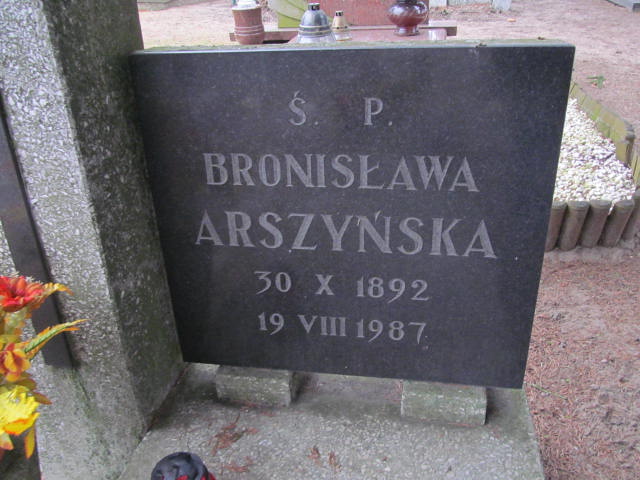 Ś. P.
BRONISŁAWA
ARSZYŃSKA
30 X 1892
19 VIII 1987